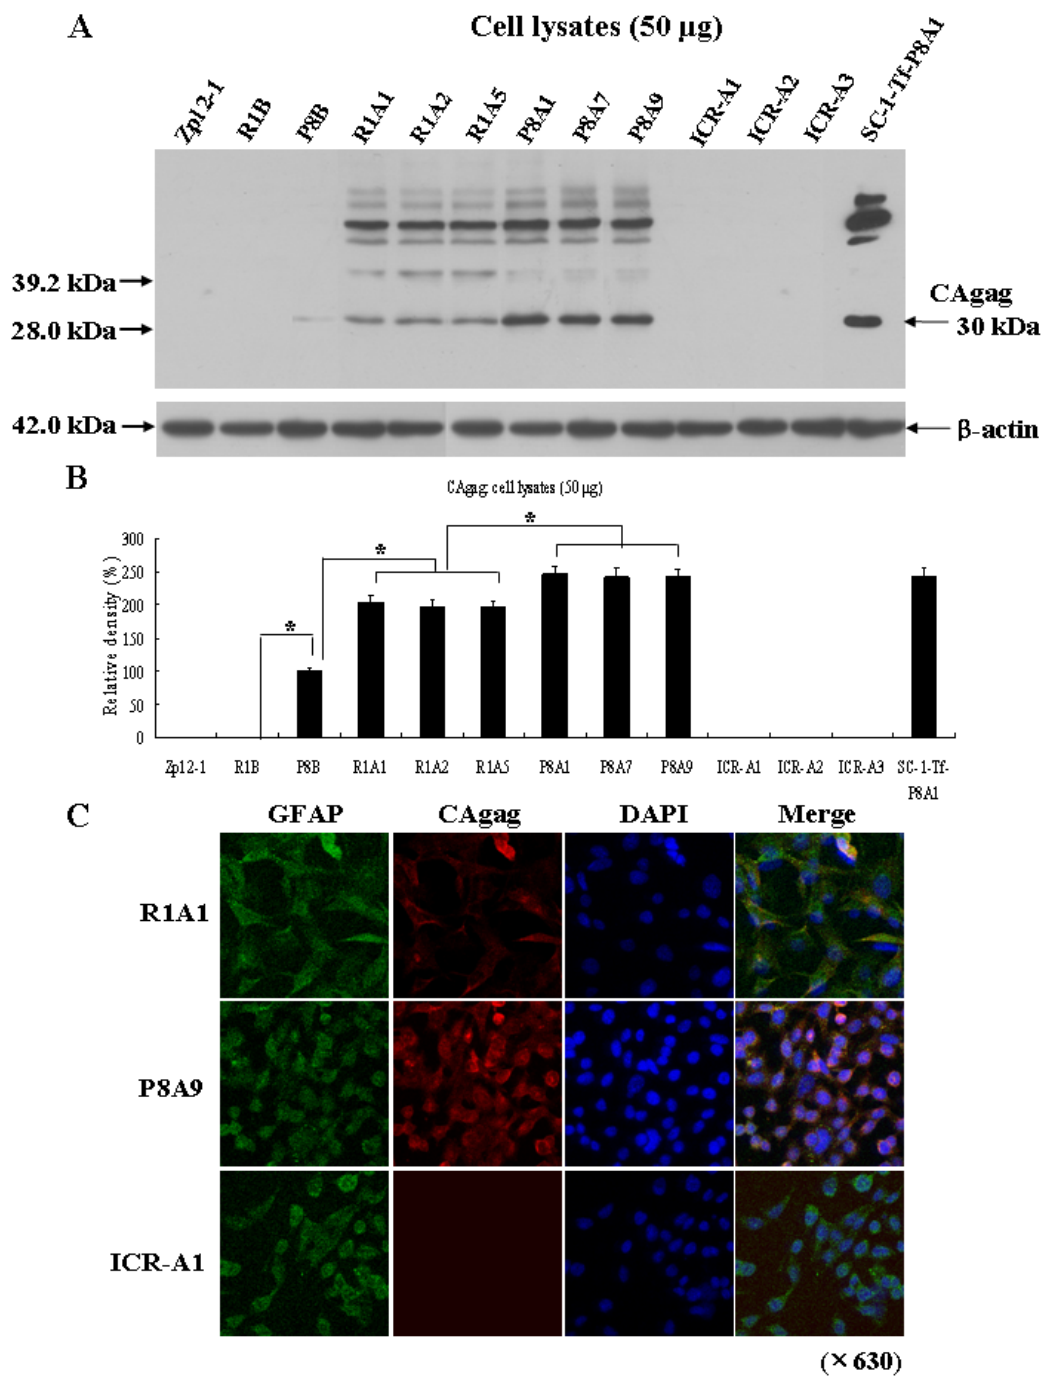 A
Cell lysates (50 μg)
Zp12-1
R1B
P8B
R1A1
R1A2
R1A5
P8A1
P8A7
P8A9
ICR-A1
ICR-A2
ICR-A3
SC-1-Tf-P8A1
39.2 kDa
28.0 kDa
CAgag
30 kDa
42.0 kDa
β-actin
B
CAgag: cell lysates (50 μg)
Relative density (%)
300
250
200
150
100
50
0
*
*
*
Zp12-1 R1B P8B R1A1 R1A2 R1A5 P8A1 P8A7 P8A9 ICR-A1 ICR-A2 ICR-A3 SC-1-Tf-
P8A1
C
GFAP CAgag DAPI Merge
R1A1
P8A9
ICR-A1
(× 630)